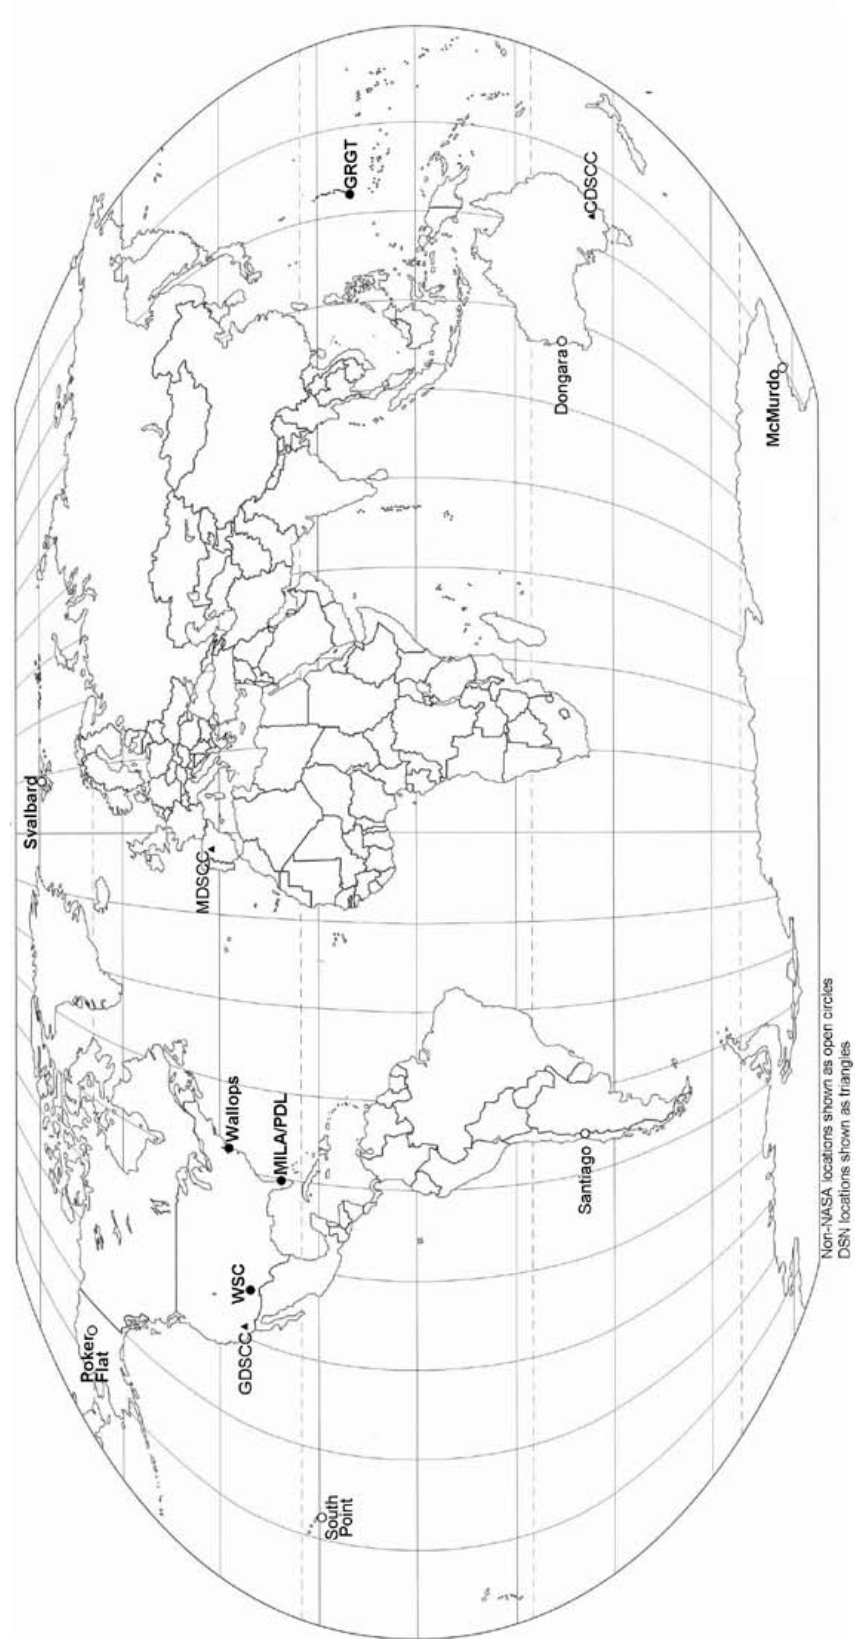 Svalbard
Poker
Flat
MDSCC
GRGT
Wallops
MILA/PDL
WSC
GDSCC
South
Point
CDSCC
Dongara
Santiago
McMurdo
Non-NASA locations shown as open circles
DSN locations shown as triangles